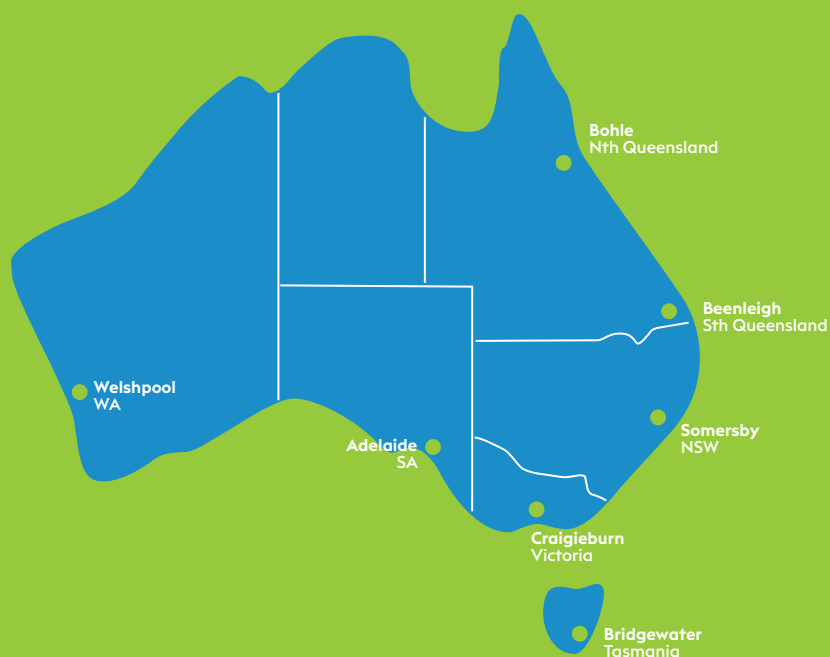 Bohle
Nth Queensland
Beenleigh
Sth Queensland
Welshpool
WA
Somersby
NSW
Adelaide
SA
Craigieburn
Victoria
Bridgewater
Tasmania